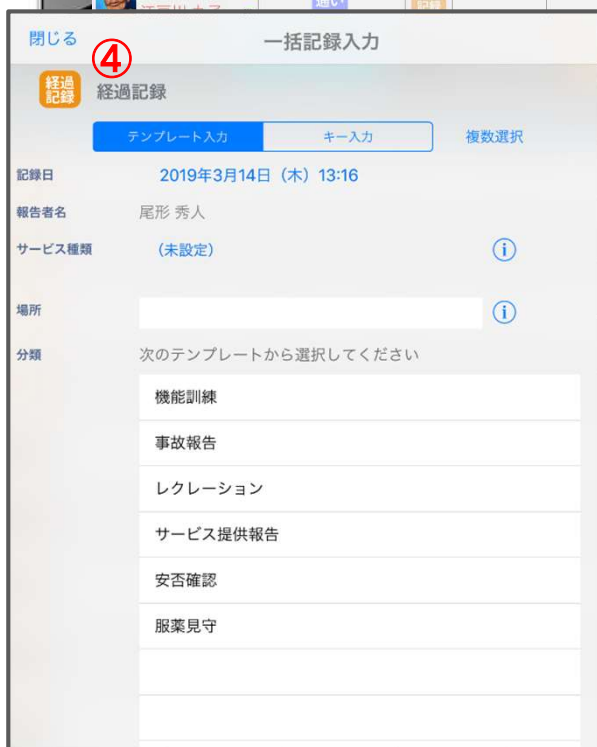 通い
記録
閉じる
一括記録入力
④
経過
記録
経過記録
テンプレート入力
キー入力
複数選択
記録日
2019年3月14日（木）13:16
報告者名
尾形 秀人
サービス種類
（未設定）
場所
分類
次のテンプレートから選択してください
機能訓練
事故報告
レクレーション
サービス提供報告
安否確認
服薬見守